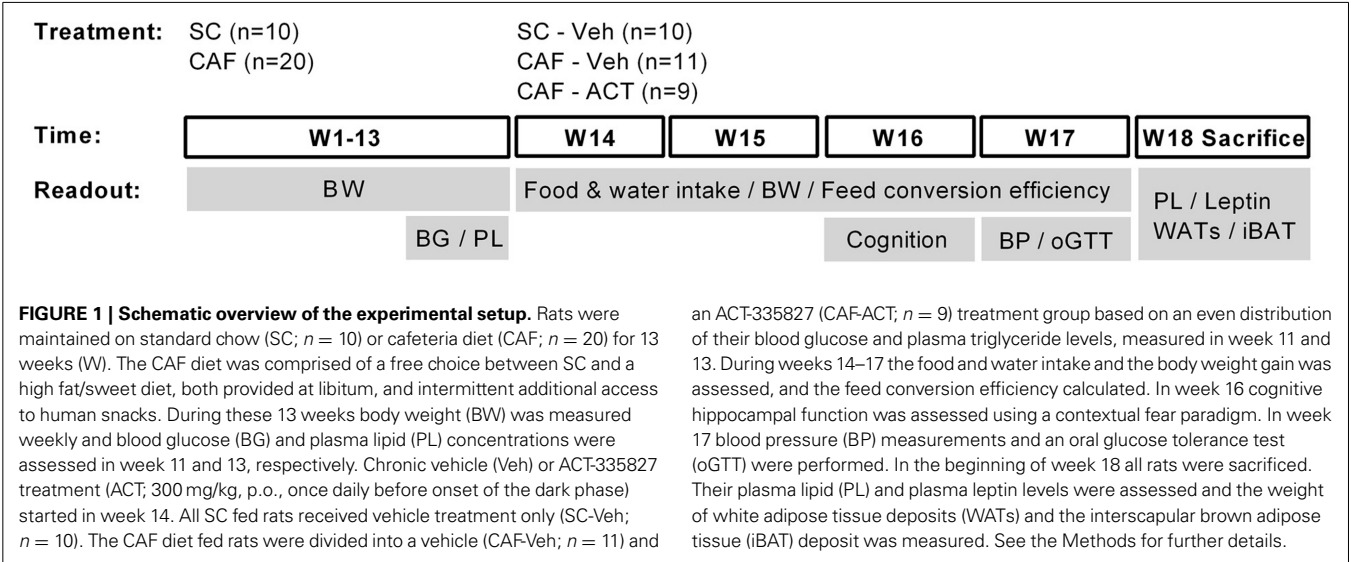 Treatment: SC (n=10) SC - Veh (n=10)
CAF (n=20) CAF - Veh (n=11)
CAF - ACT (n=9)
Time: W1-13 W14 W15 W16 W17 W18 Sacrifice
Readout: BW Food & water intake / BW / Feed conversion efficiency PL / Leptin
WATs / iBAT
BG / PL Cognition BP / oGTT
FIGURE 1 | Schematic overview of the experimental setup. Rats were
maintained on standard chow (SC; n = 10) or cafeteria diet (CAF; n = 20) for 13
weeks (W). The CAF diet was comprised of a free choice between SC and a
high fat/sweet diet, both provided at libitum, and intermittent additional access
to human snacks. During these 13 weeks body weight (BW) was measured
weekly and blood glucose (BG) and plasma lipid (PL) concentrations were
assessed in week 11 and 13, respectively. Chronic vehicle (Veh) or ACT-335827
treatment (ACT; 300 mg/kg, p.o., once daily before onset of the dark phase)
started in week 14. All SC fed rats received vehicle treatment only (SC-Veh;
n = 10). The CAF diet fed rats were divided into a vehicle (CAF-Veh; n = 11) and
an ACT-335827 (CAF-ACT; n = 9) treatment group based on an even distribution
of their blood glucose and plasma triglyceride levels, measured in week 11 and
13. During weeks 14–17 the food and water intake and the body weight gain was
assessed, and the feed conversion efficiency calculated. In week 16 cognitive
hippocampal function was assessed using a contextual fear paradigm. In week
17 blood pressure (BP) measurements and an oral glucose tolerance test
(oGTT) were performed. In the beginning of week 18 all rats were sacrificed.
Their plasma lipid (PL) and plasma leptin levels were assessed and the weight
of white adipose tissue deposits (WATs) and the interscapular brown adipose
tissue (iBAT) deposit was measured. See the Methods for further details.